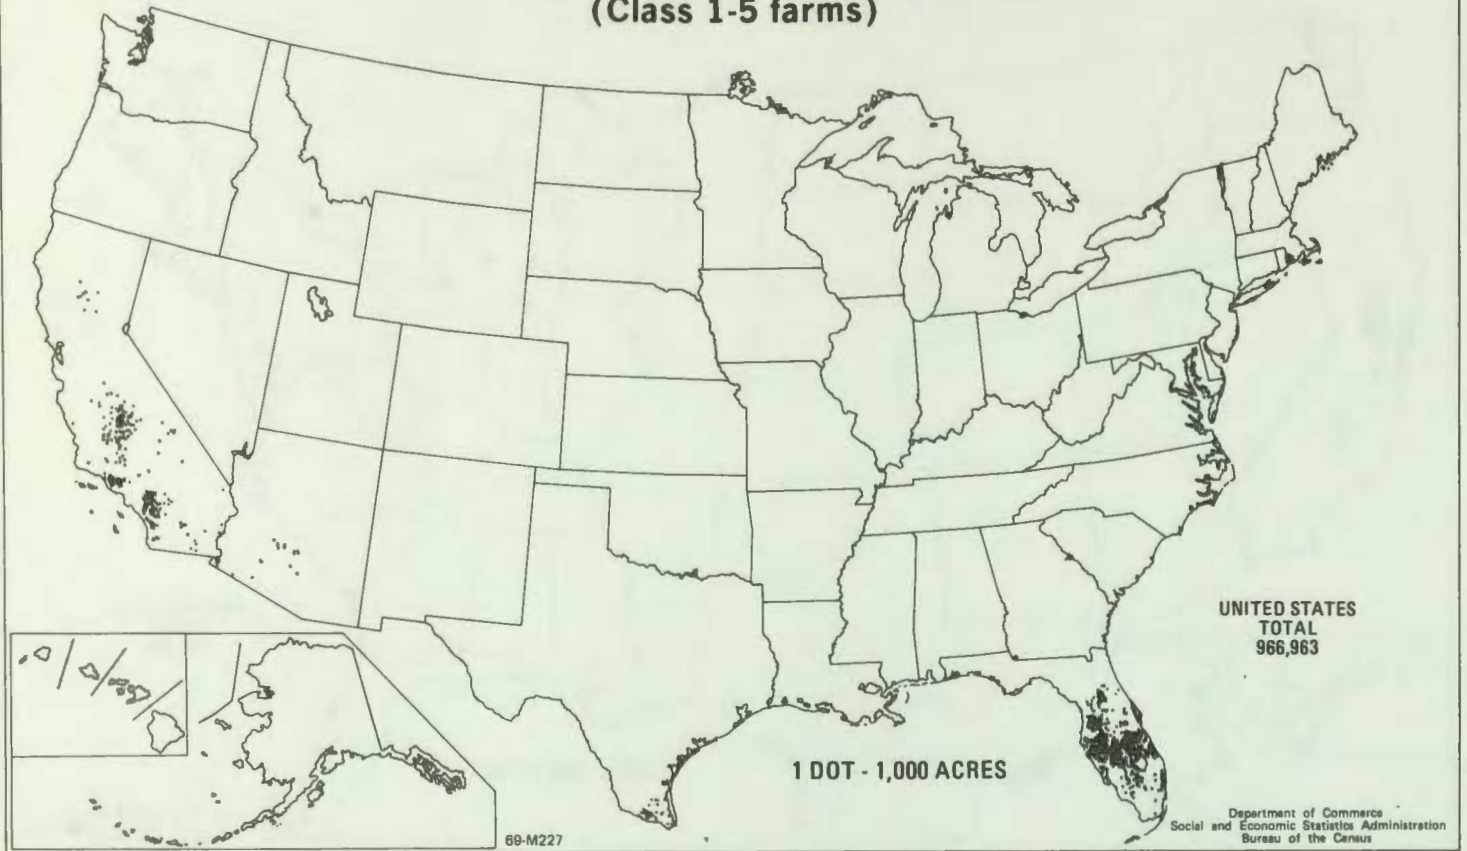 (Class 1-5 farms)
UNITED STATES
TOTAL
966,963
1 DOT - 1,000 ACRES
69-M227
Department of Commerce
Social and Economic Statistics Administration
Bureau of the Census